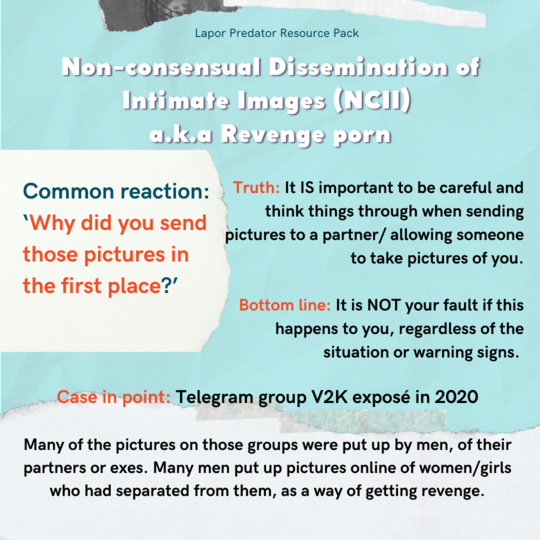 Lapor Predator Resource Pack
Non-consensual Dissemination of
Intimate Images (NCII)
a.k.a Revenge porn
Common reaction:
‘Why did you send
those pictures in
the first place?’
Truth: It IS important to be careful and
think things through when sending
pictures to a partner/ allowing someone
to take pictures of you.
Bottom line: It is NOT your fault if this
happens to you, regardless of the
situation or warning signs.
Case in point: Telegram group V2K exposé in 2020
Many of the pictures on those groups were put up by men, of their
partners or exes. Many men put up pictures online of women/girls
who had separated from them, as a way of getting revenge.